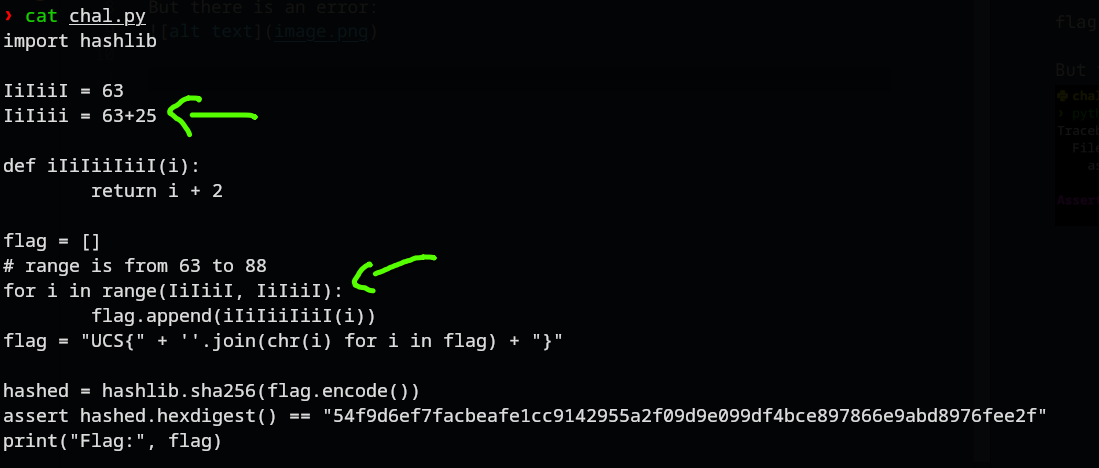 But there is an error:
› cat chal.py
[alt text](image.png)
import hashlib
IiIiiI = 63
IiIiii = 63+25
def iIiIiiIiiI(i):
        return i + 2
flag = []
# range is from 63 to 88
for i in range(IiIiiI, IiIiiI):
        flag.append(iIiIiiIiiI(i))
flag = "UCS{" + ''.join(chr(i) for i in flag) + "}"
hashed = hashlib.sha256(flag.encode())
assert hashed.hexdigest() == "54f9d6ef7facbeafe1cc9142955a2f09d9e099df4bce897866e9abd8976fee2f"
print("Flag:", flag)
flag
But